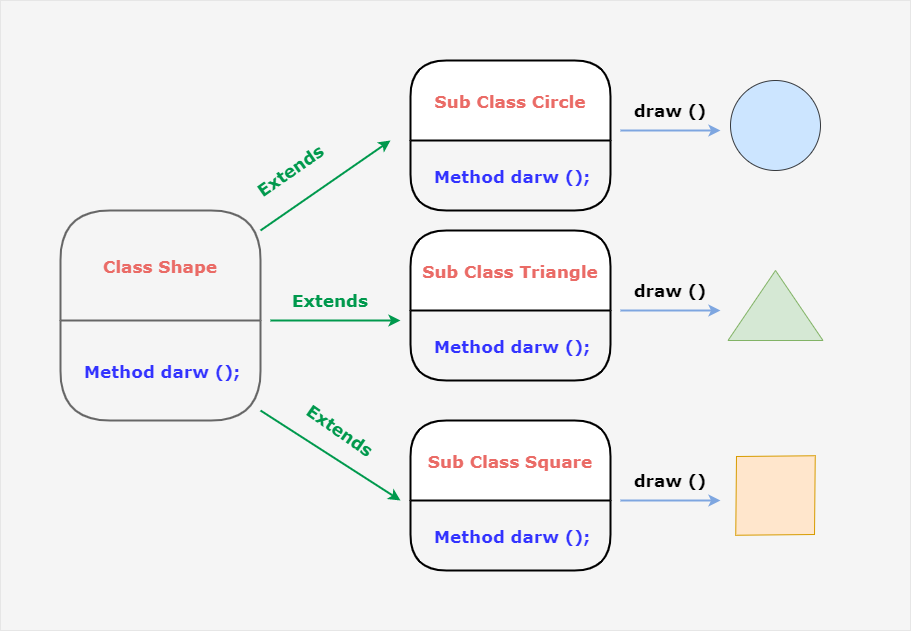 Class Shape
Method darw ();
Extends
Extends
Extends
Sub Class Circle
Method darw ();
draw ()
Sub Class Triangle
Method darw ();
draw ()
Sub Class Square
Method darw ();
draw ()